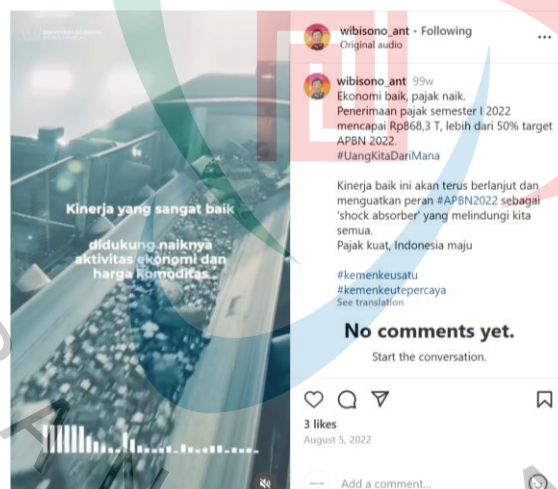 Kinerja yang sangat baik
didukung naiknya
aktivitas ekonomi dan
harga komoditas
wibisono_ant • Following
Original audio
wibisono_ant 99w
Ekonomi baik, pajak naik.
Penerimaan pajak semester I 2022
mencapai Rp868,3 T, lebih dari 50% target
APBN 2022.
#UangKitaDariMana
Kinerja baik ini akan terus berlanjut dan
menguatkan peran #APBN2022 sebagai
'shock absorber' yang melindungi kita
semua.
Pajak kuat, Indonesia maju
#kemenkeusatu
#kemenkeutepercaya
See translation
No comments yet.
Start the conversation.
3 likes
August 5, 2022
Add a comment...